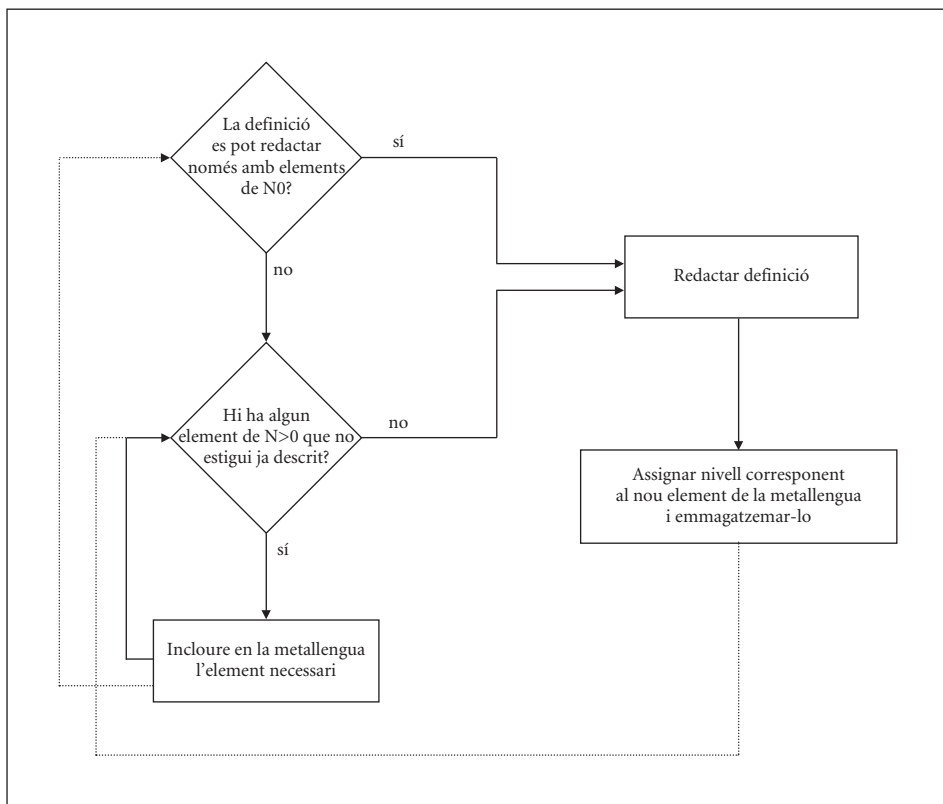 La definició
es pot redactar
només amb elements
de N0?
sí
no
Redactar definició
Hi ha algun
element de N>0 que no
estigui ja descrit?
no
sí
Assignar nivell corresponent
al nou element de la metallengua
i emmagatzemar-lo
Incloure en la metallengua
l’element necessari